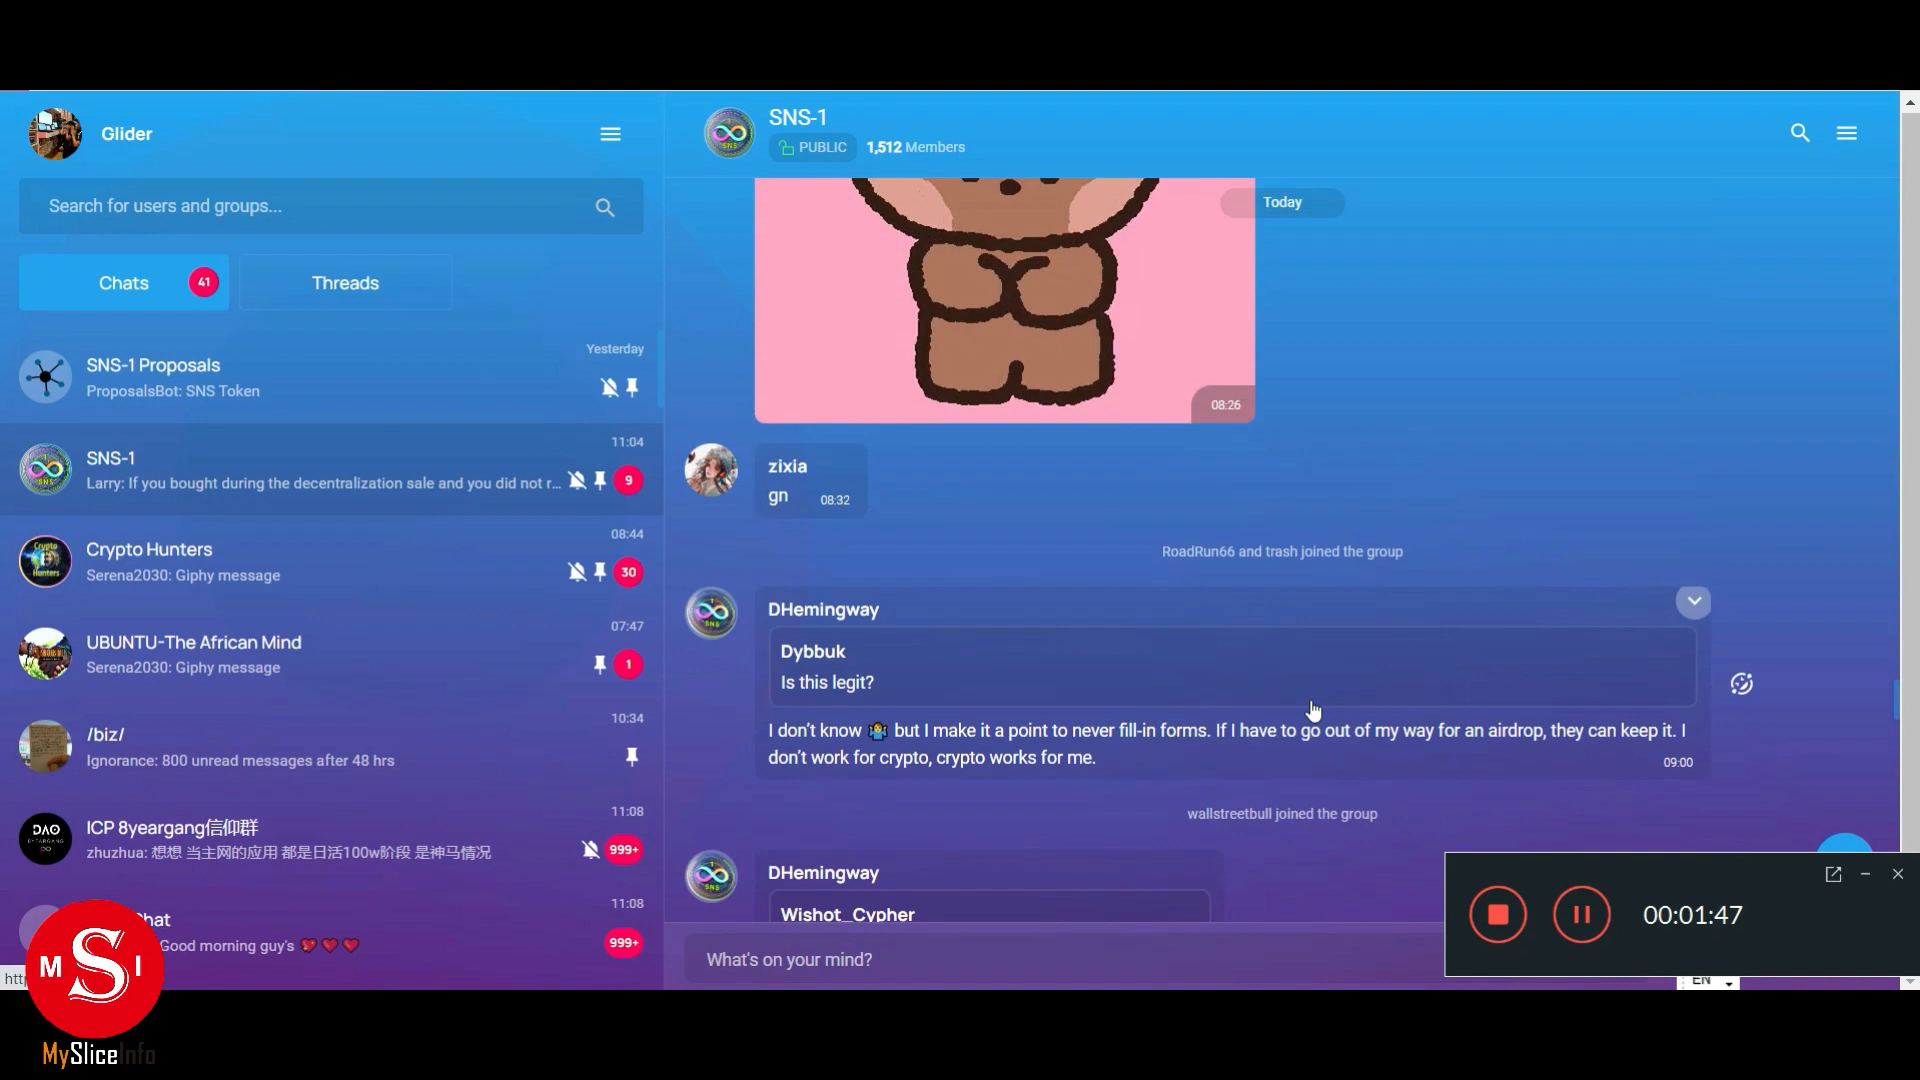 Glider
Search for users and groups...
Chats 41
Threads
SNS-1 Proposals
Yesterday
ProposalsBot: SNS Token
SNS-1
11:04
Larry: If you bought during the decentralization sale and you did not r...
9
Crypto Hunters
08:44
Serena2030: Giphy message
30
UBUNTU-The African Mind
07:47
Serena2030: Giphy message
1
/biz/
10:34
Ignorance: 800 unread messages after 48 hrs
ICP 8yeargang信仰群
11:08
zhuzhua: 想想 当主网的应用 都是日活100w阶段 是神马情况
999+
11:08
Good morning guy's 💔❤️❤️
999+
M S I
MySliceInfo
SNS-1
PUBLIC 1,512 Members
Today
08:26
zixia
gn 08:32
RoadRun66 and trash joined the group
DHemingway
Dybbuk
Is this legit?
I don't know 🤷 but I make it a point to never fill-in forms. If I have to go out of my way for an airdrop, they can keep it. I
don't work for crypto, crypto works for me.
09:00
wallstreetbull joined the group
DHemingway
Wishot_Cypher
What's on your mind?
00:01:47
EN